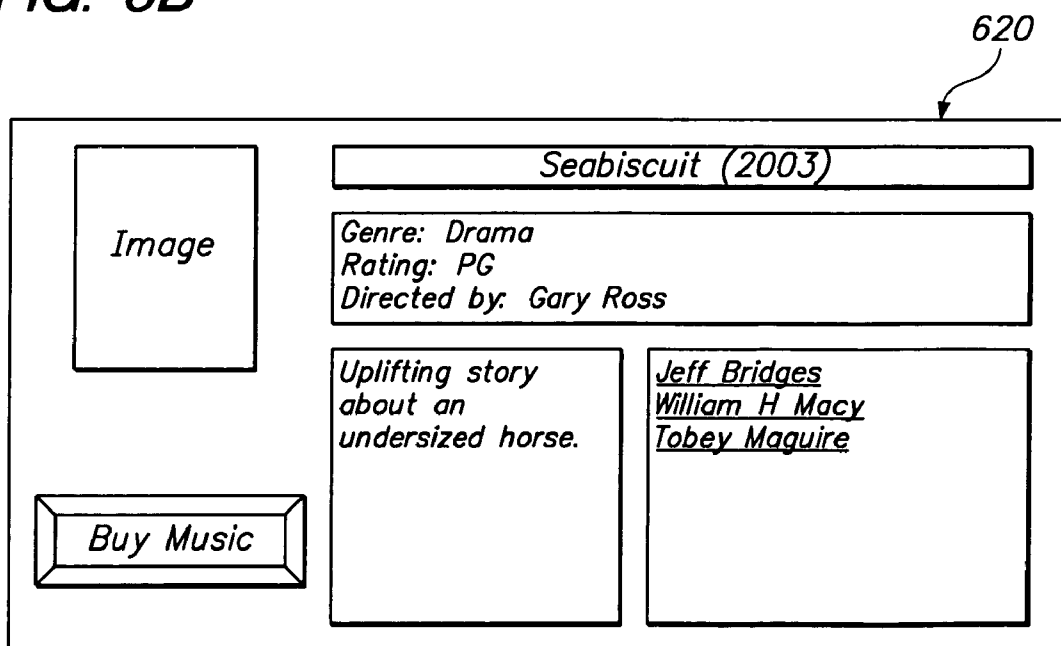 620
Image
Seabiscuit (2003)
Genre: Drama
Rating: PG
Directed by: Gary Ross
Uplifting story
about an
undersized horse.
Jeff Bridges
William H Macy
Tobey Maguire
Buy Music